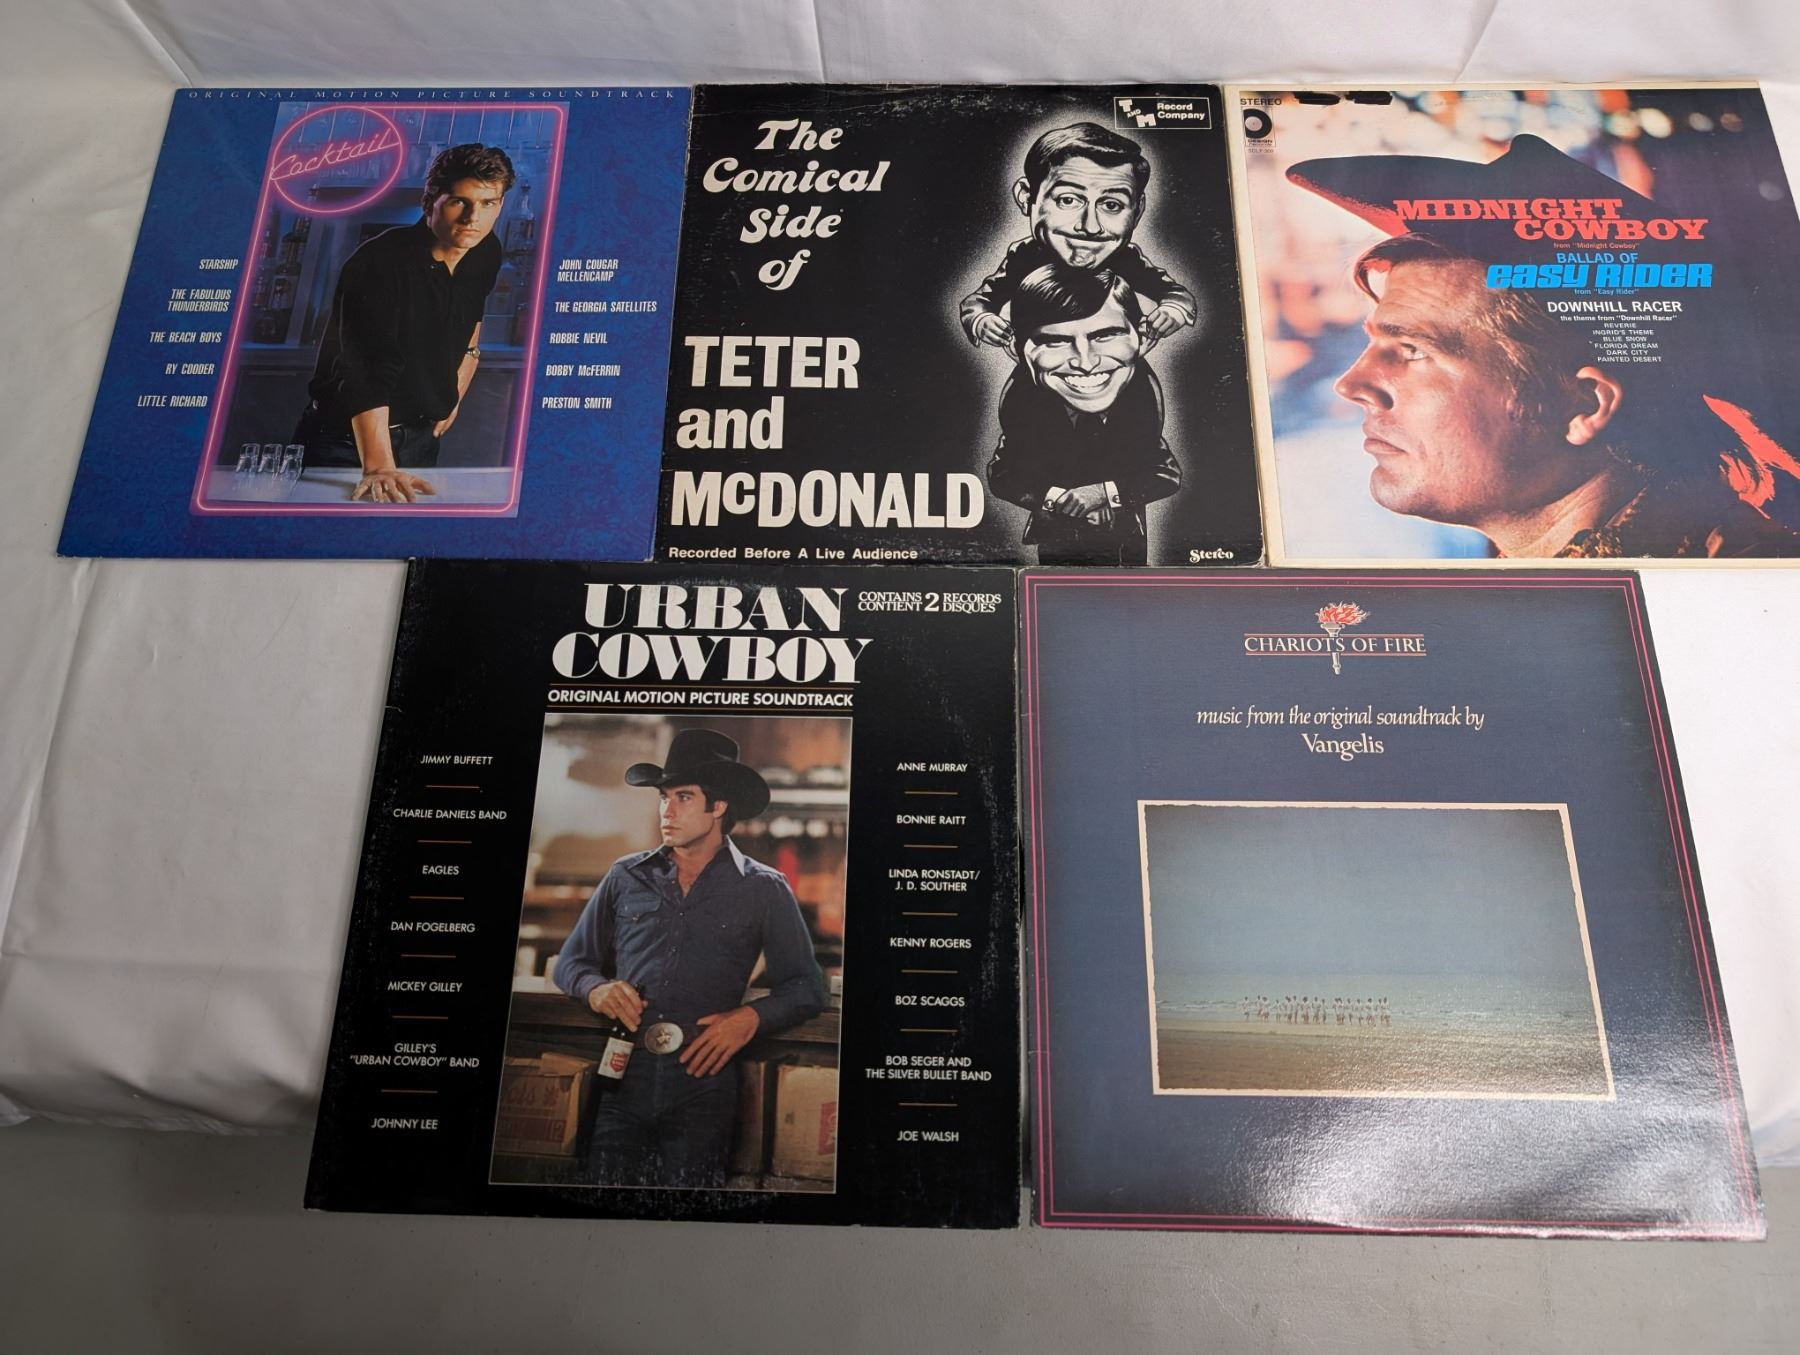 ORIGINAL MOTION PICTURE SOUNDTRACK
Cocktail
STARSHIP
THE FABULOUS
THUNDERBIRDS
THE BEACH BOYS
RY COODER
LITTLE RICHARD
JOHN COUGAR
MELLENCAMP
THE GEORGIA SATELLITES
ROBBIE NEVIL
BOBBY McFERRIN
PRESTON SMITH
T AND M
Record
Company
The
Comical
Side
of
TETER
and
McDONALD
Recorded Before A Live Audience
Stereo
STEREO
DESIGN
MIDNIGHT
COWBOY
from "Midnight Cowboy"
BALLAD OF
easy RIDER
from "Easy Rider"
DOWNHILL RACER
the theme from "Downhill Racer"
REVERIE
INGRID'S THEME
BLUE SNOW
FLORIDA DREAM
DARK CITY
PAINTED DESERT
URBAN
COWBOY
CONTAINS 2 RECORDS
CONTIENT DISQUES
ORIGINAL MOTION PICTURE SOUNDTRACK
JIMMY BUFFETT
CHARLIE DANIELS BAND
EAGLES
DAN FOGELBERG
MICKEY GILLEY
GILLEY'S
"URBAN COWBOY" BAND
JOHNNY LEE
ANNE MURRAY
BONNIE RAITT
LINDA RONSTADT/
J. D. SOUTHER
KENNY ROGERS
BOZ SCAGGS
BOB SEGER AND
THE SILVER BULLET BAND
JOE WALSH
CHARIOTS OF FIRE
music from the original soundtrack by
Vangelis